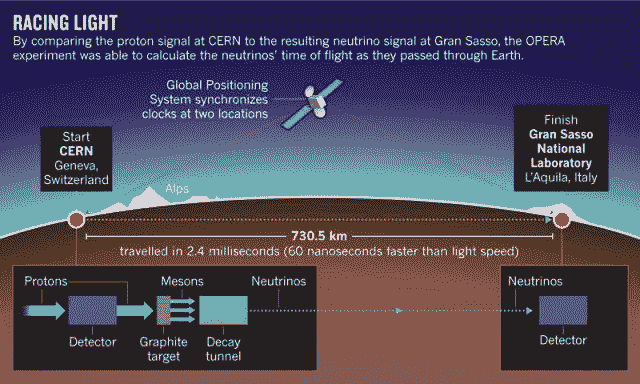 RACING LIGHT
By comparing the proton signal at CERN to the resulting neutrino signal at Gran Sasso, the OPERA
experiment was able to calculate the neutrinos' time of flight as they passed through Earth.
Global Positioning
System synchronizes
clocks at two locations
Start
CERN
Geneva,
Switzerland
Finish
Gran Sasso
National
Laboratory
L'Aquila, Italy
Alps
730.5 km
travelled in 2.4 milliseconds (60 nanoseconds faster than light speed)
Protons
Mesons
Neutrinos
Detector
Graphite
target
Decay
tunnel
Neutrinos
Detector